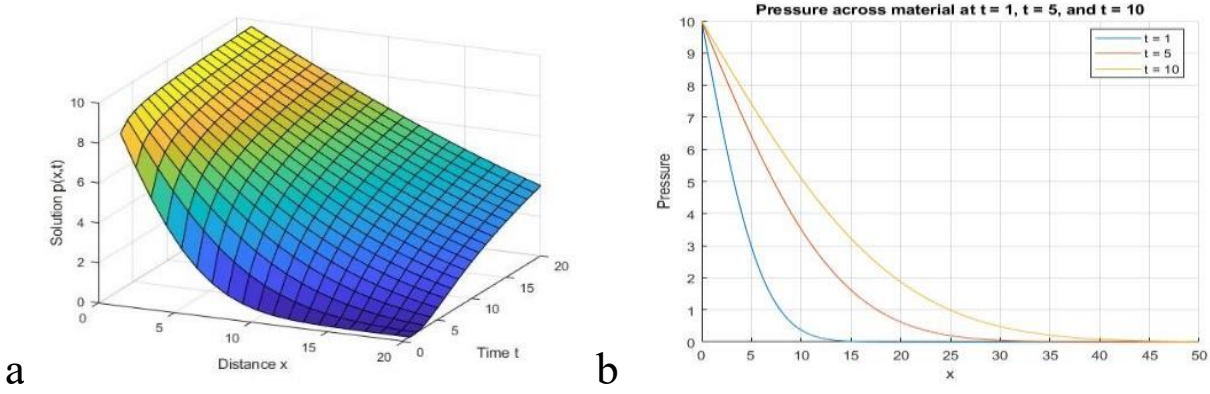 10
8
6
4
2
0
Solution p(x,t)
0
5
10
15
20
Distance x
0
5
10
15
20
Time t
a
Pressure across material at t = 1, t = 5, and t = 10
10
9
8
7
6
5
4
3
2
1
0
Pressure
t = 1
t = 5
t = 10
0 5 10 15 20 25 30 35 40 45 50
x
b